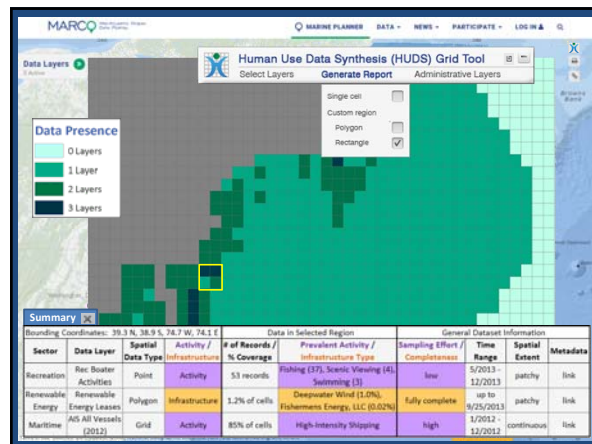 MARCO
MARINE PLANNER DATA NEWS PARTICIPATE LOG IN
Human Use Data Synthesis (HUDS) Grid Tool
Select Layers Generate Report Administrative Layers
Data Layers
Single cell
Custom region
Polygon
Rectangle
Data Presence
0 Layers
1 Layer
2 Layers
3 Layers
Summary
Bounding Coordinates: 39.3 N, 38.9 S, 74.7 W, 74.1 E Data in Selected Region General Dataset Information
Sector Data Layer Spatial Data Type Activity / Infrastructure # of Records / % Coverage Prevalent Activity / Infrastructure Type Sampling Effort / Completeness Time Range Spatial Extent Metadata
Recreation Rec Boater Activities Point Activity 53 records Fishing (37), Scenic Viewing (4), Swimming (3) low 5/2013 - 12/2013 patchy link
Renewable Energy Renewable Energy Leases Polygon Infrastructure 1.2% of cells Deepwater Wind (1.0%), Fishermens Energy, LLC (0.02%) fully complete up to 9/25/2013 patchy link
Maritime AIS All Vessels (2012) Grid Activity 85% of cells High-Intensity Shipping high 1/2012 - 12/2012 continuous link